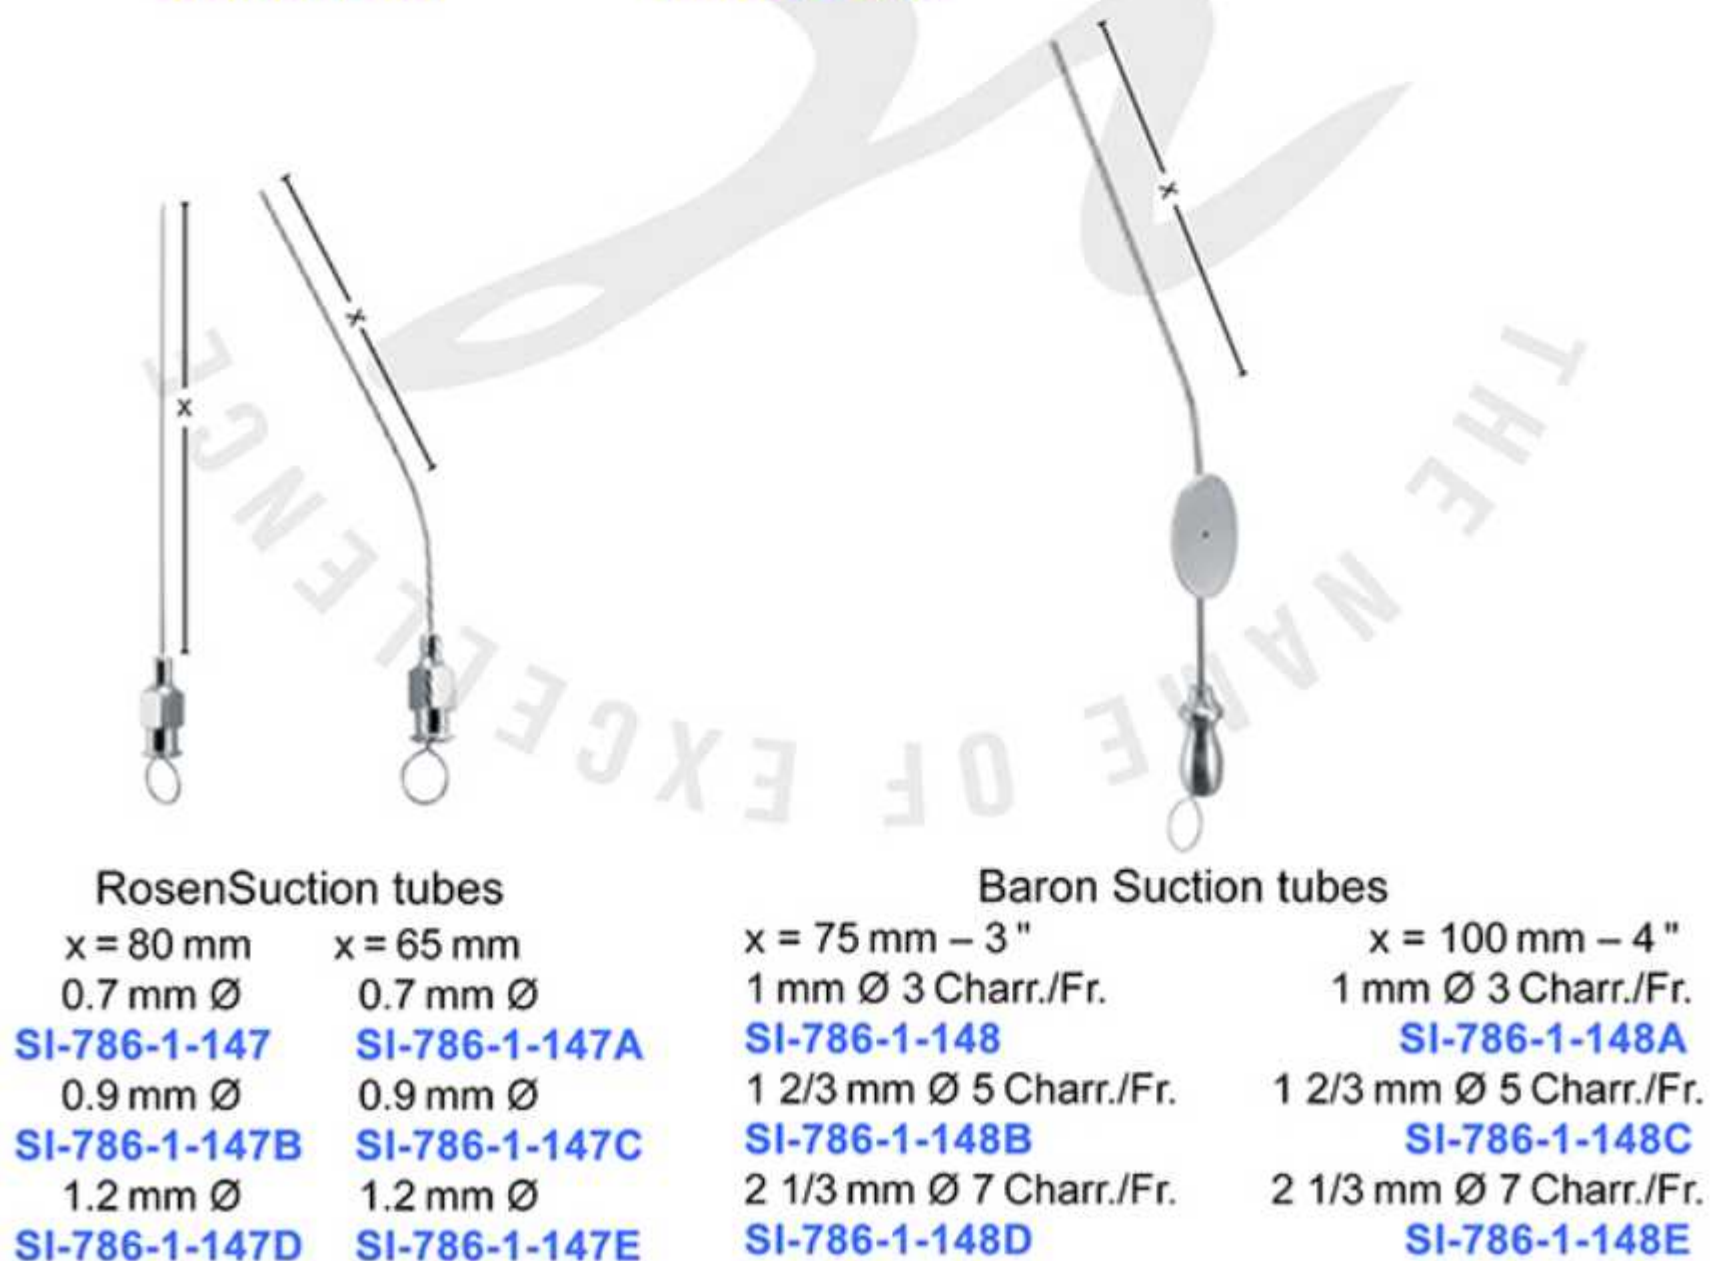 x
x
x
THE NAME OF EXCELLENCE
RosenSuction tubes
x = 80 mm
0.7 mm Ø
SI-786-1-147
0.9 mm Ø
SI-786-1-147B
1.2 mm Ø
SI-786-1-147D
x = 65 mm
0.7 mm Ø
SI-786-1-147A
0.9 mm Ø
SI-786-1-147C
1.2 mm Ø
SI-786-1-147E
Baron Suction tubes
x = 75 mm – 3 "
1 mm Ø 3 Charr./Fr.
SI-786-1-148
1 2/3 mm Ø 5 Charr./Fr.
SI-786-1-148B
2 1/3 mm Ø 7 Charr./Fr.
SI-786-1-148D
x = 100 mm – 4 "
1 mm Ø 3 Charr./Fr.
SI-786-1-148A
1 2/3 mm Ø 5 Charr./Fr.
SI-786-1-148C
2 1/3 mm Ø 7 Charr./Fr.
SI-786-1-148E